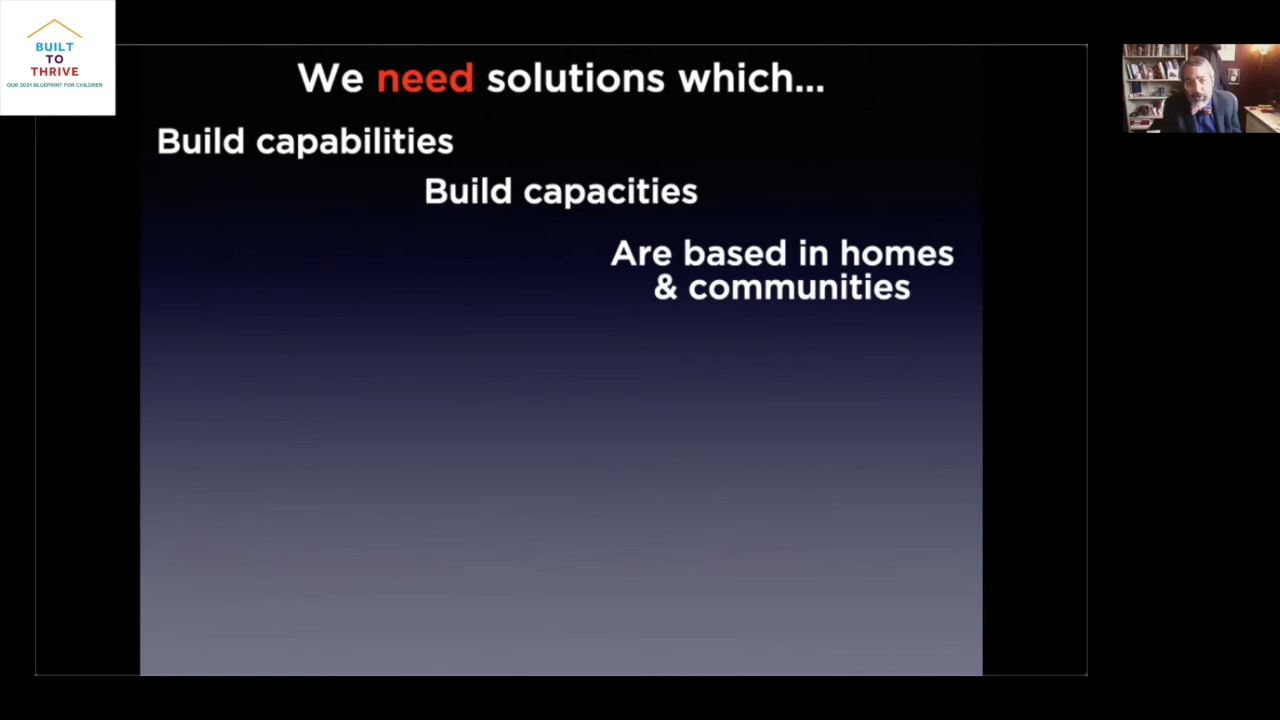 BUILT
TO
THRIVE
OUR 2021 BLUEPRINT FOR CHILDREN
We need solutions which...
Build capabilities
Build capacities
Are based in homes
& communities